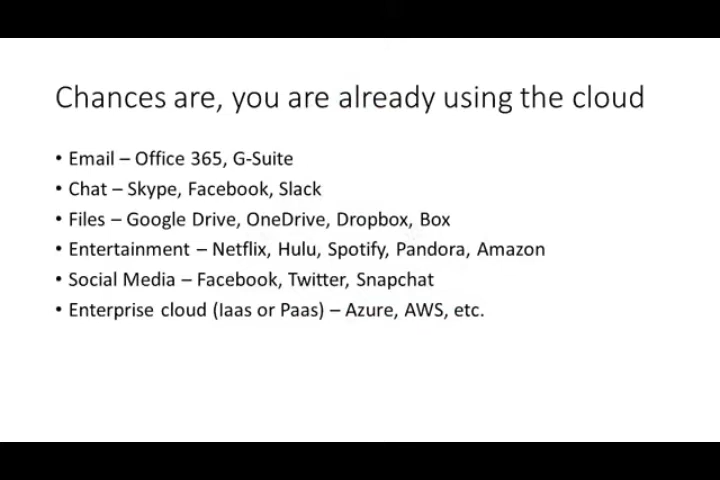 Chances are, you are already using the cloud
• Email – Office 365, G-Suite
• Chat – Skype, Facebook, Slack
• Files – Google Drive, OneDrive, Dropbox, Box
• Entertainment – Netflix, Hulu, Spotify, Pandora, Amazon
• Social Media – Facebook, Twitter, Snapchat
• Enterprise cloud (Iaas or Paas) – Azure, AWS, etc.